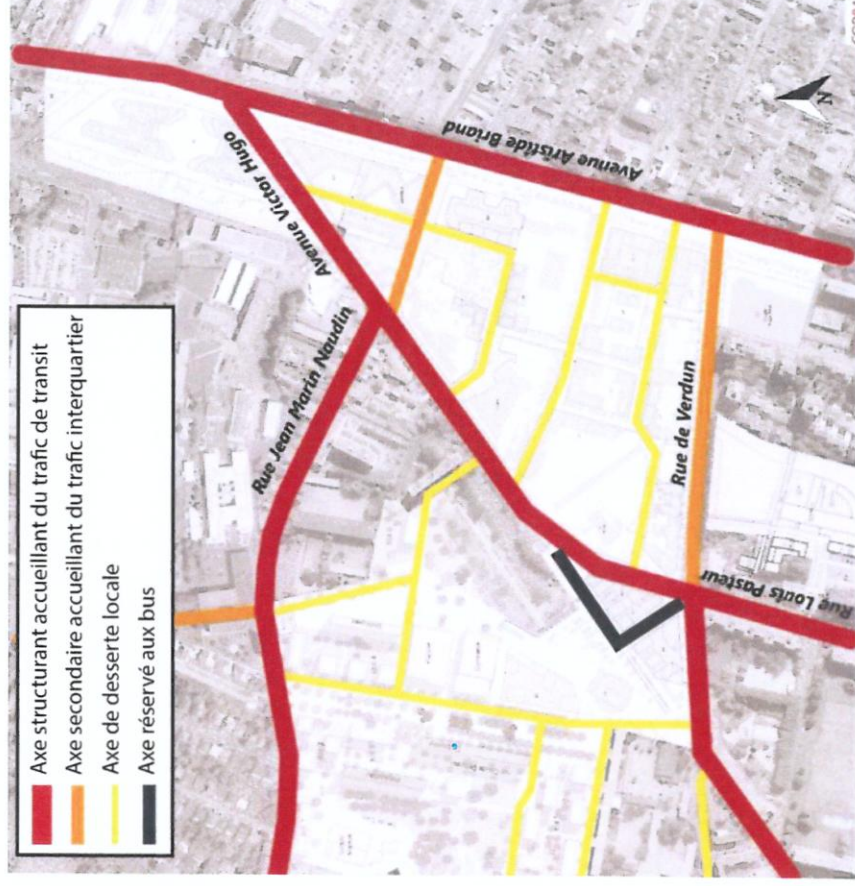 Axe structurant accueillant du trafic de transit
Axe secondaire accueillant du trafic interquartier
Axe de desserte locale
Axe réservé aux bus
Avenue Victor Hugo
Avenue Aristide Briand
Rue Jean Marin Naudin
Rue de Verdun
Rue Louis Pasteur
N